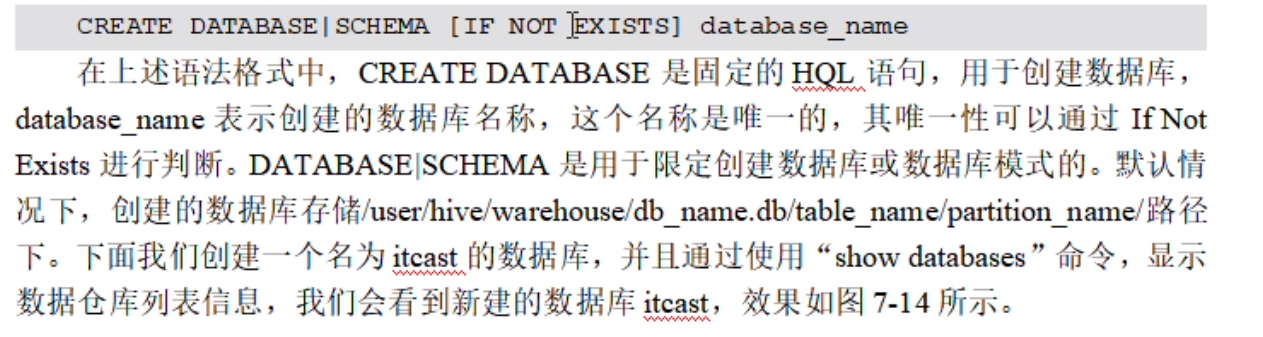 CREATE DATABASE|SCHEMA [IF NOT EXISTS] database_name
在上述语法格式中，CREATE DATABASE 是固定的 HQL 语句，用于创建数据库，
database_name 表示创建的数据库名称，这个名称是唯一的，其唯一性可以通过 If Not
Exists 进行判断。DATABASE|SCHEMA 是用于限定创建数据库或数据库模式的。默认情
况下，创建的数据库存储/user/hive/warehouse/db_name.db/table_name/partition_name/路径
下。下面我们创建一个名为 itcast 的数据库，并且通过使用“show databases”命令，显示
数据仓库列表信息，我们会看到新建的数据库 itcast，效果如图 7-14 所示。